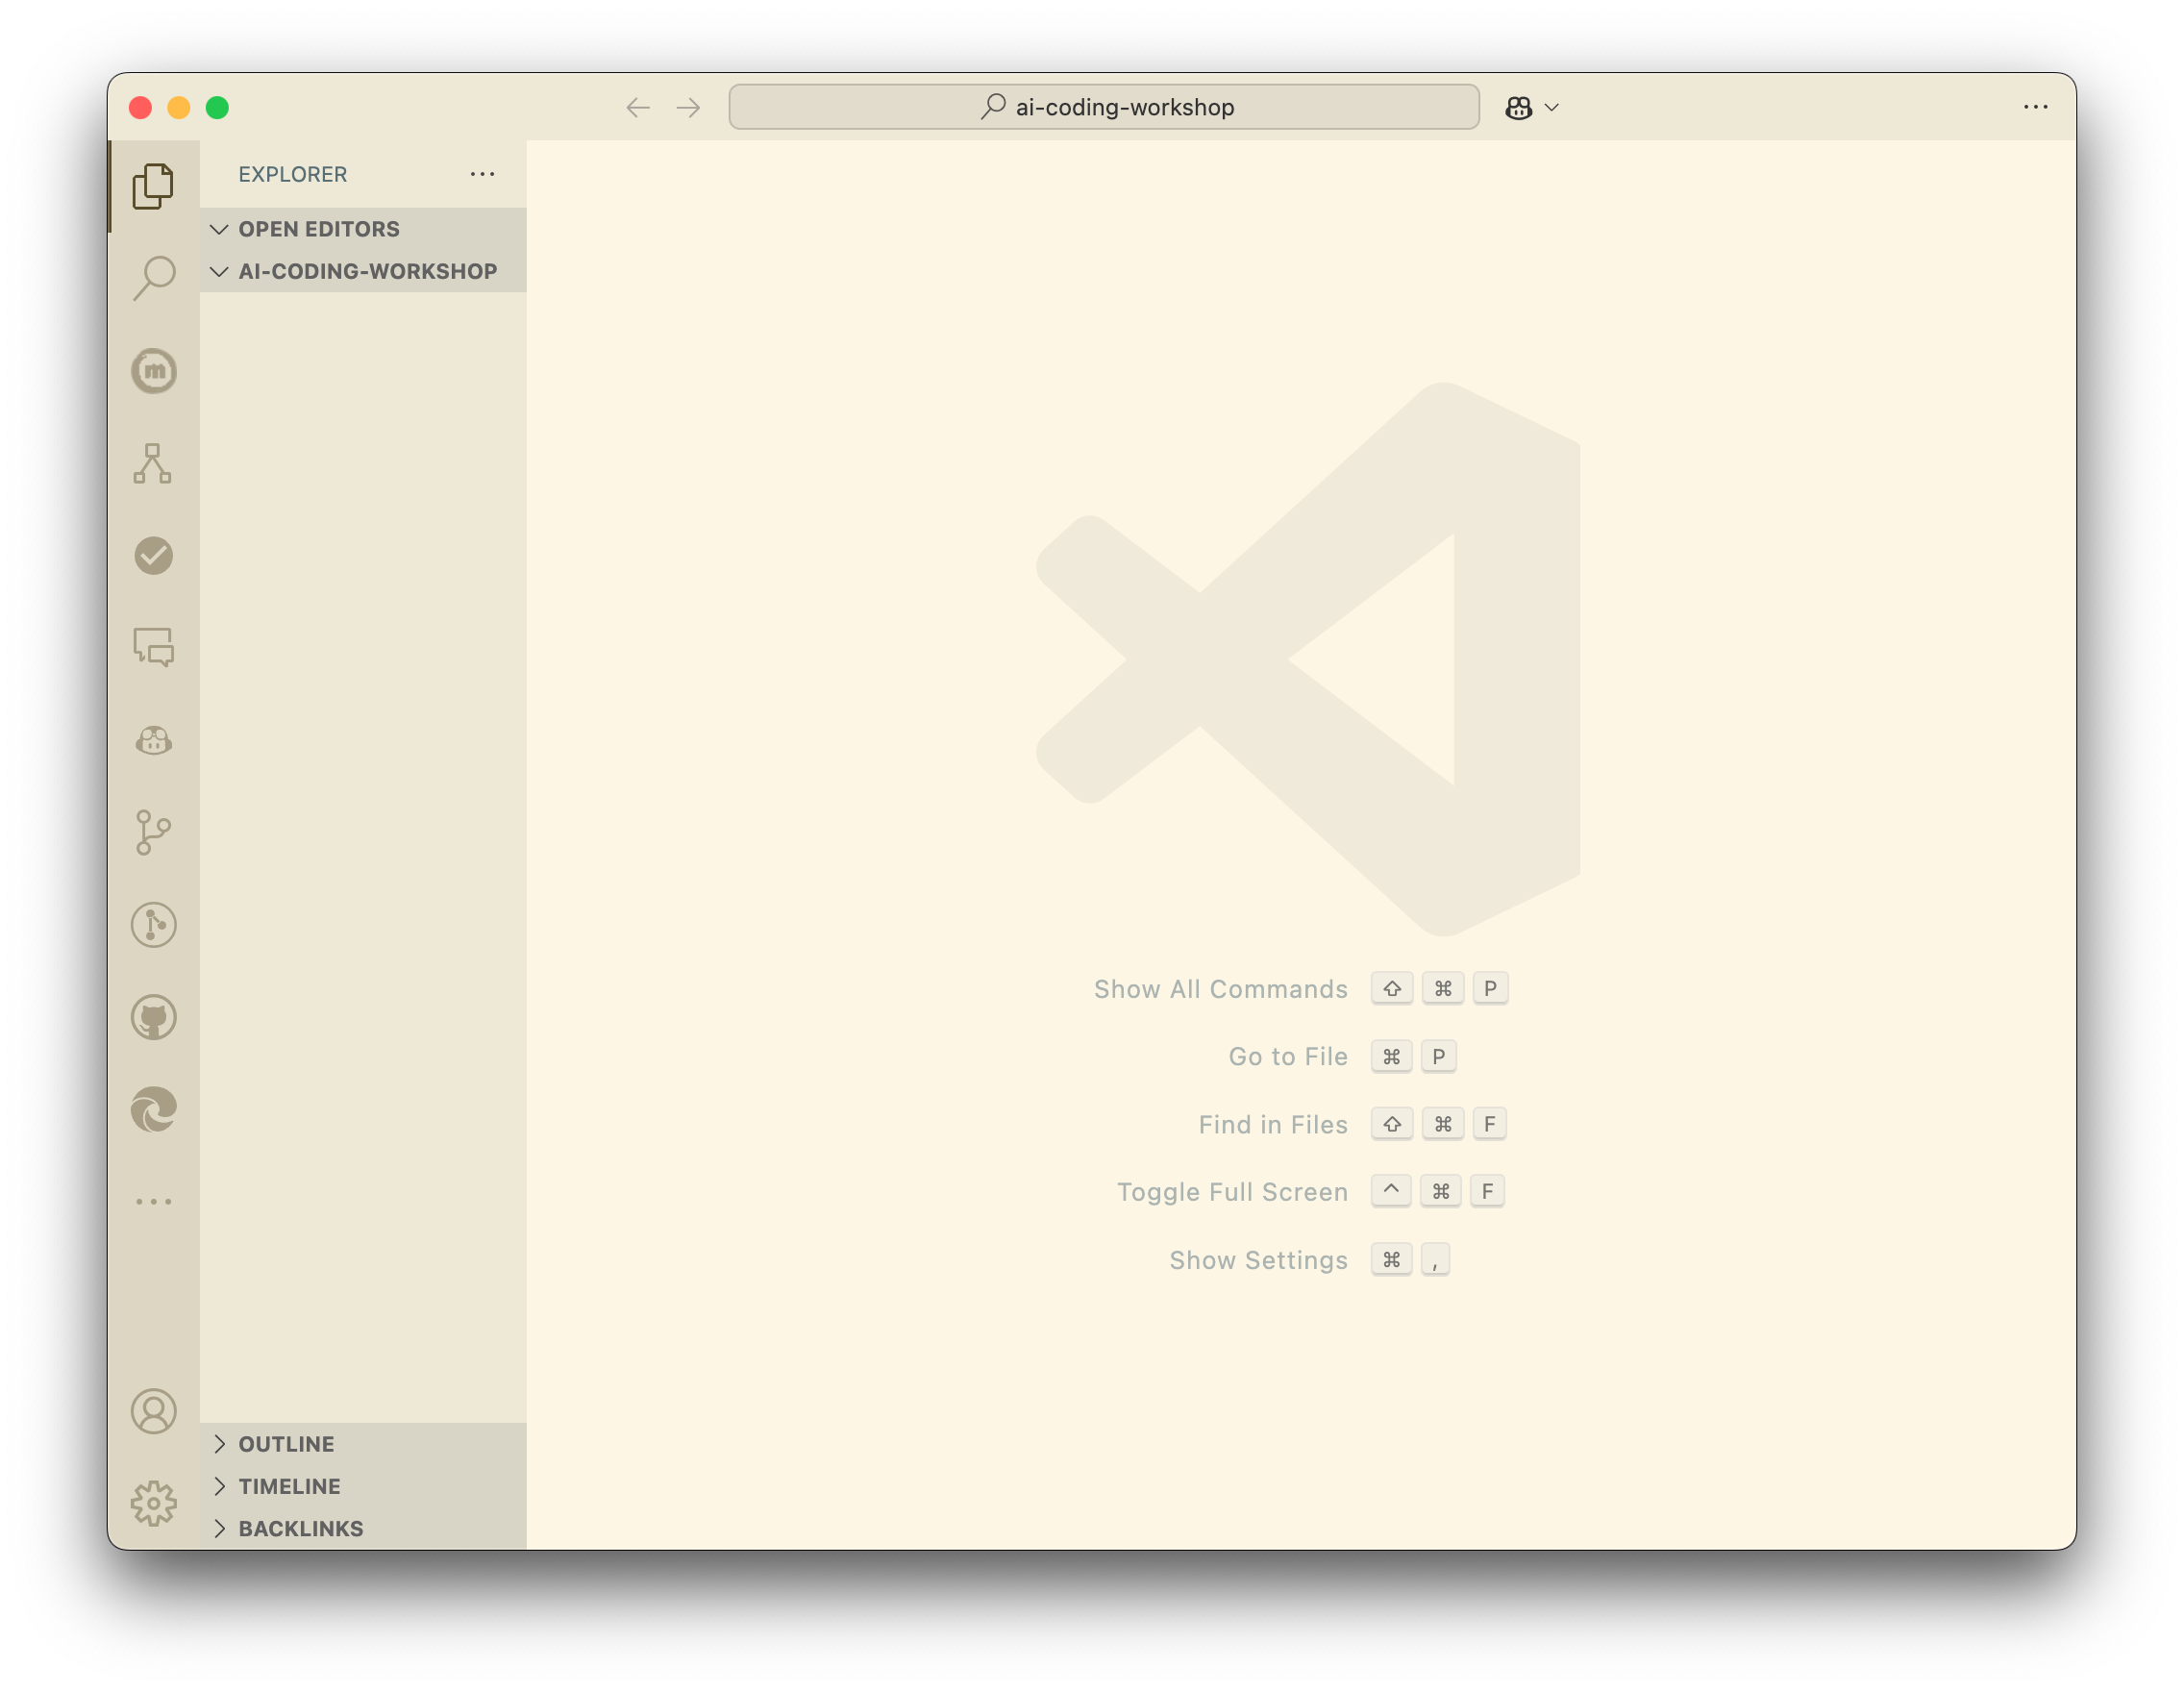 ai-coding-workshop
EXPLORER
OPEN EDITORS
AI-CODING-WORKSHOP
m
Show All Commands ⇧ ⌘ P
Go to File ⌘ P
Find in Files ⇧ ⌘ F
Toggle Full Screen ^ ⌘ F
Show Settings ⌘ ,
OUTLINE
TIMELINE
BACKLINKS